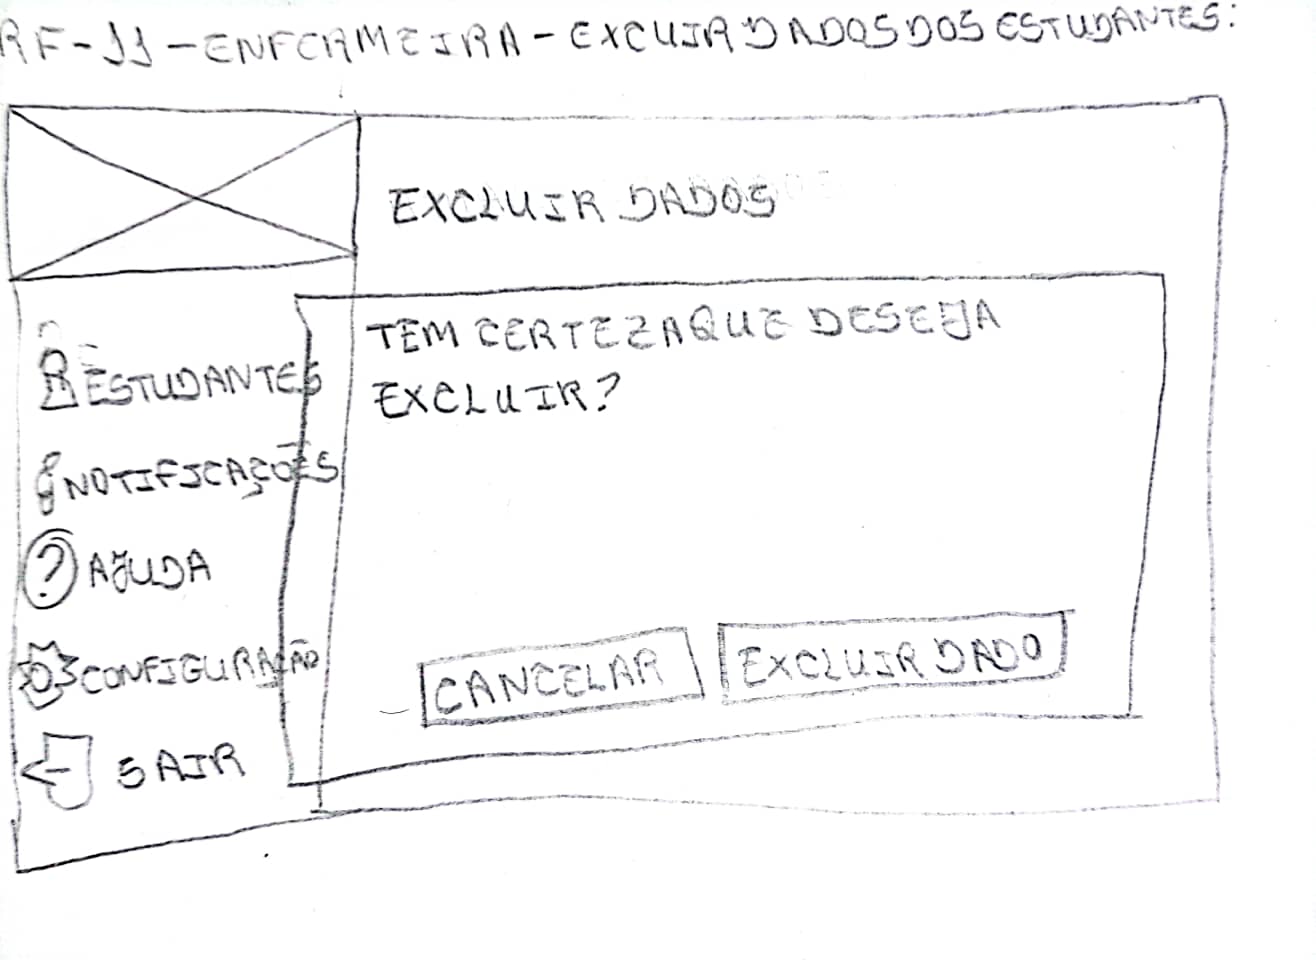 RF-11-ENFERMEIRA-EXCUIR DADOS DOS ESTUDANTES:
EXCLUIR DADOS
TEM CERTEZA QUE DESEJA
EXCLUIR?
ESTUDANTES
NOTIFICAÇÕES
AJUDA
CONFIGURAÇÃO
SAIR
CANCELAR
EXCLUIR DADO